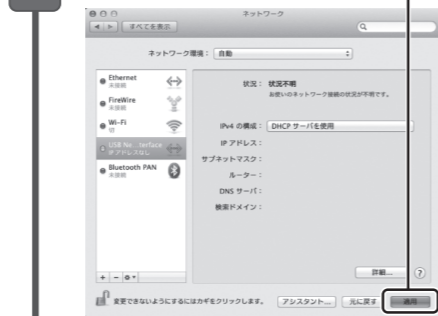 ネットワーク
すべてを表示
ネットワーク環境： 自動
Ethernet
未接続
FireWire
未接続
Wi-Fi
切
USB Ne...terface
IP アドレスなし
Bluetooth PAN
未接続
状況： 状況不明
お使いのネットワーク接続の状況が不明です。
IPv4 の構成： DHCP サーバを使用
IP アドレス：
サブネットマスク：
ルーター：
DNS サーバ：
検索ドメイン：
詳細... ?
変更できないようにするにはカギをクリックします。 アシスタント... 元に戻す 適用